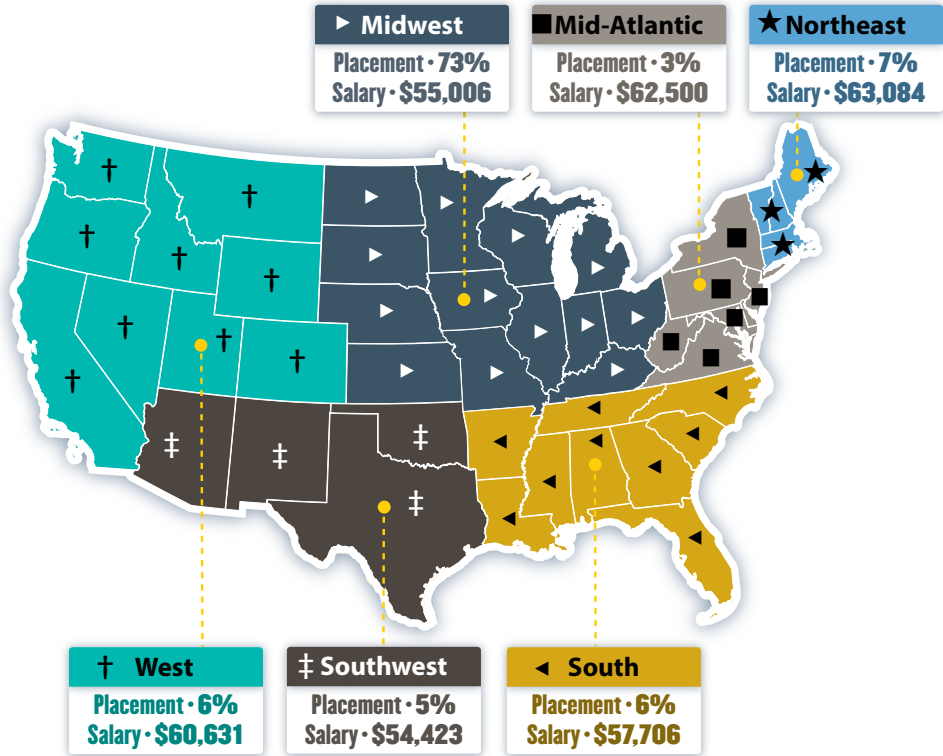 Midwest
Placement · 73%
Salary · $55,006
Mid-Atlantic
Placement · 3%
Salary · $62,500
Northeast
Placement · 7%
Salary · $63,084
West
Placement · 6%
Salary · $60,631
Southwest
Placement · 5%
Salary · $54,423
South
Placement · 6%
Salary · $57,706